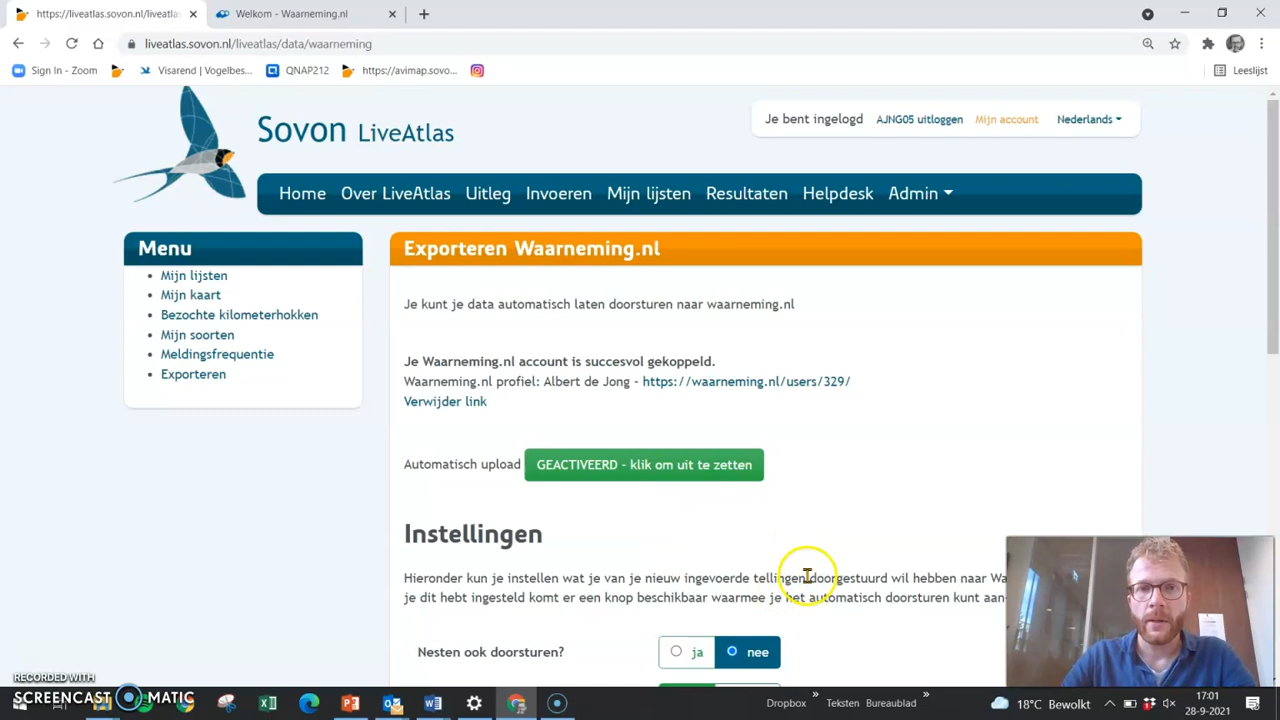 https://liveatlas.sovon.nl/liveatlas
Welkom - Waarneming.nl
liveatlas.sovon.nl/liveatlas/data/waarneming
Sign In - Zoom
Visarend | Vogelbes...
QNAP212
https://avimap.sovo...
Leeslijst
Sovon LiveAtlas
Je bent ingelogd AJNG05 uitloggen Mijn account Nederlands
Home Over LiveAtlas Uitleg Invoeren Mijn lijsten Resultaten Helpdesk Admin
Menu
Mijn lijsten
Mijn kaart
Bezochte kilometerhokken
Mijn soorten
Meldingsfrequentie
Exporteren
Exporteren Waarneming.nl
Je kunt je data automatisch laten doorsturen naar waarneming.nl
Je Waarneming.nl account is succesvol gekoppeld.
Waarneming.nl profiel: Albert de Jong - https://waarneming.nl/users/329/
Verwijder link
Automatisch upload GEACTIVEERD - klik om uit te zetten
Instellingen
Hieronder kun je instellen wat je van je nieuw ingevoerde tellingen doorgestuurd wil hebben naar Wa
je dit hebt ingesteld komt er een knop beschikbaar waarmee je het automatisch doorsturen kunt aan-
Nesten ook doorsturen? ja nee
RECORDED WITH
SCREENCAST MATIC
Dropbox » Teksten Bureaublad »
18°C Bewolkt
17:01
28-9-2021